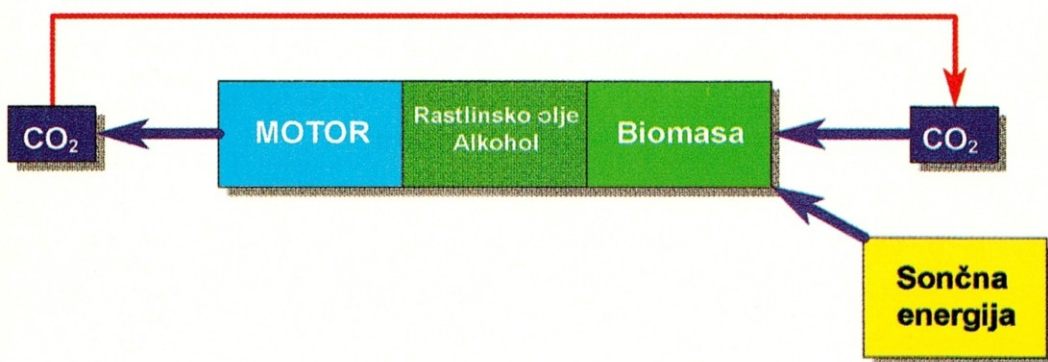 CO₂
MOTOR
Rastlinsko olje
Alkohol
Biomasa
CO₂
Sončna
energija